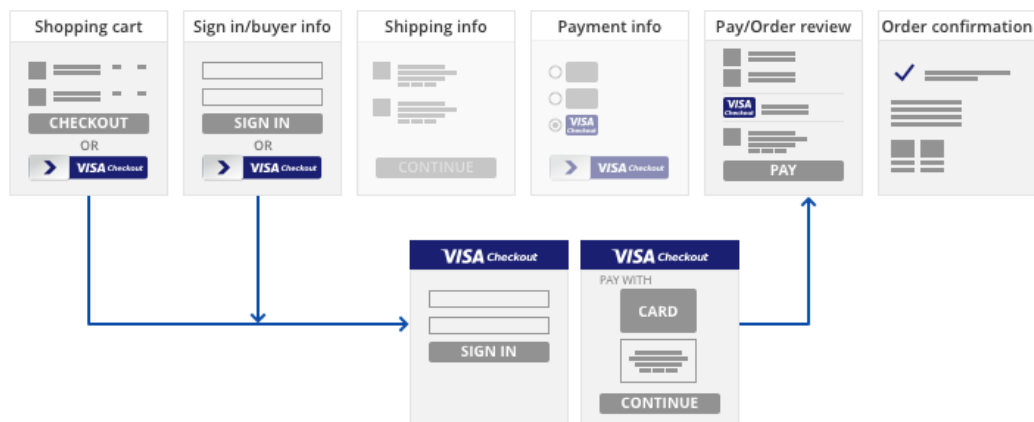 Shopping cart
CHECKOUT
OR
VISA Checkout
Sign in/buyer info
SIGN IN
OR
VISA Checkout
Shipping info
CONTINUE
Payment info
VISA
Checkout
VISA Checkout
Pay/Order review
VISA
Checkout
PAY
Order confirmation
VISA Checkout
SIGN IN
VISA Checkout
PAY WITH
CARD
CONTINUE